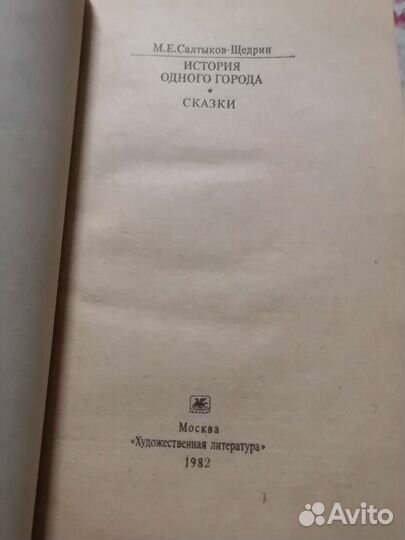 М.Е.Салтыков-Щедрин
ИСТОРИЯ
ОДНОГО ГОРОДА
*
СКАЗКИ
Москва
«Художественная литература»
1982
Avito